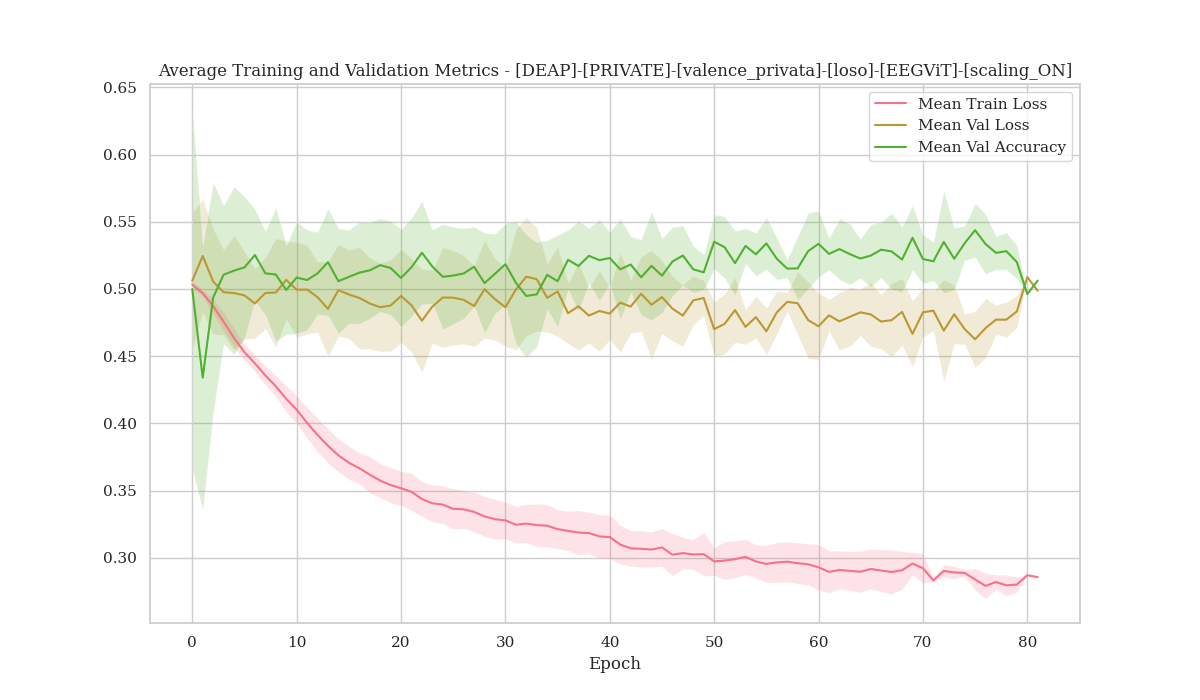 Average Training and Validation Metrics - [DEAP]-[PRIVATE]-[valence_privata]-[loso]-[EEGViT]-[scaling_ON]
Mean Train Loss
Mean Val Loss
Mean Val Accuracy
0.65
0.60
0.55
0.50
0.45
0.40
0.35
0.30
0 10 20 30 40 50 60 70 80
Epoch